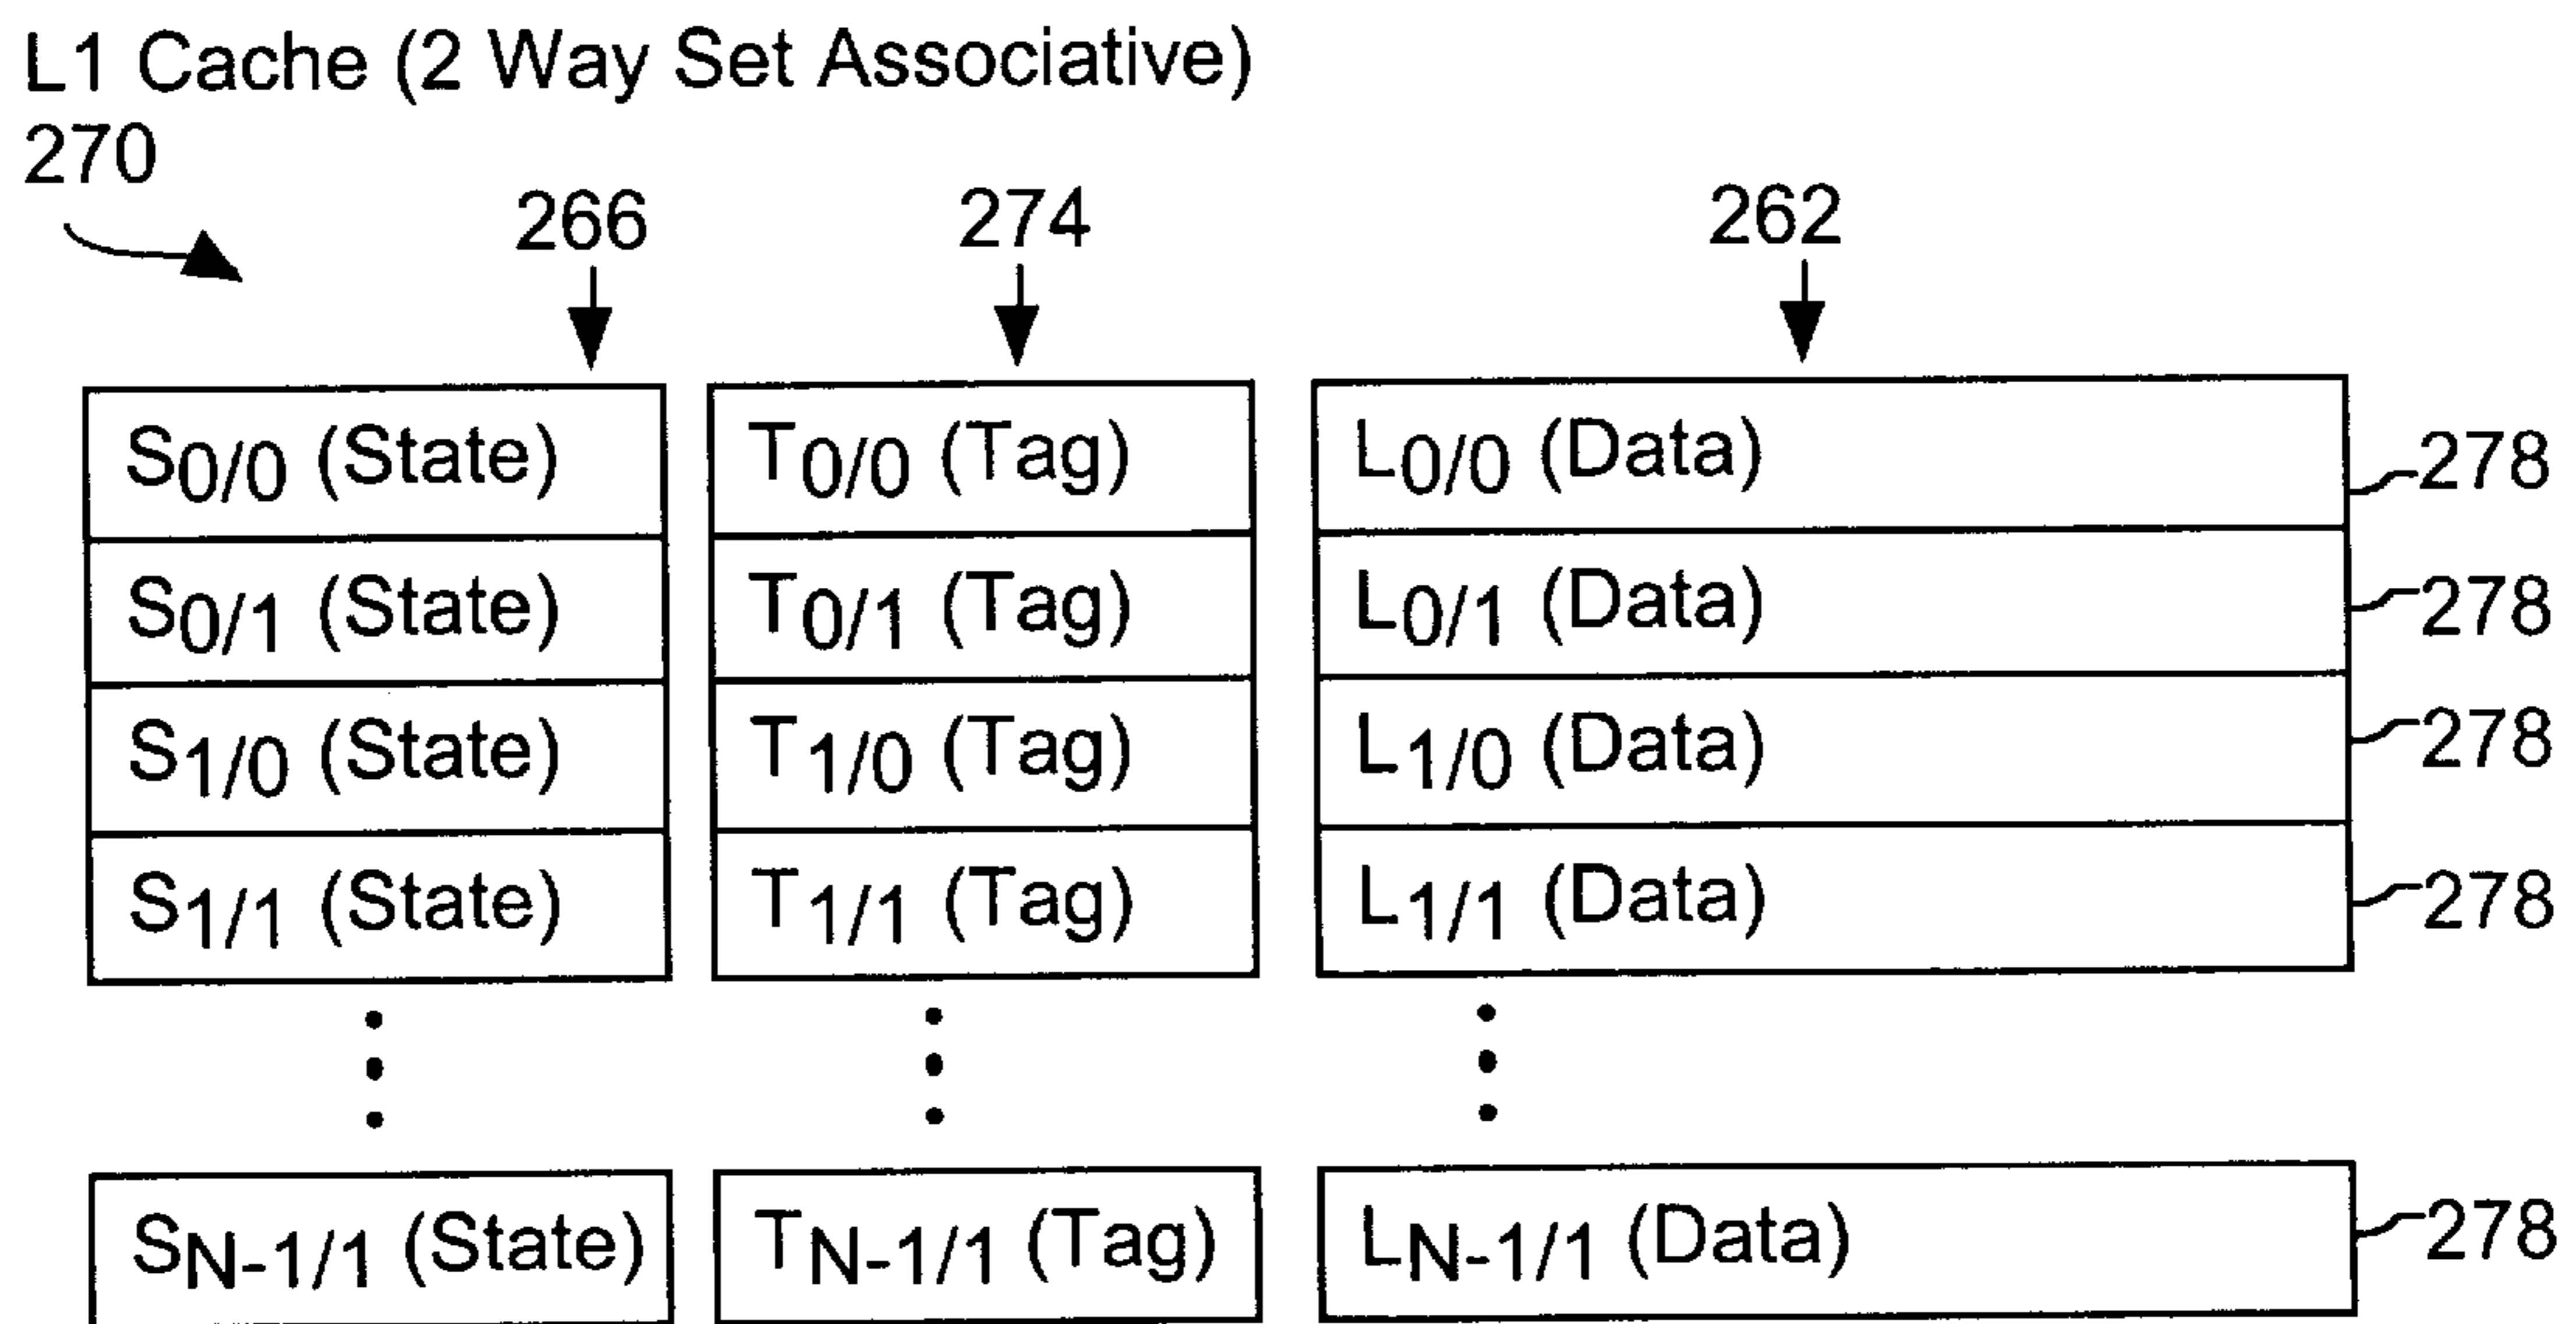 L1 Cache (2 Way Set Associative)
270
266 274 262
S0/0 (State) T0/0 (Tag) L0/0 (Data) 278
S0/1 (State) T0/1 (Tag) L0/1 (Data) 278
S1/0 (State) T1/0 (Tag) L1/0 (Data) 278
S1/1 (State) T1/1 (Tag) L1/1 (Data) 278
SN-1/1 (State) TN-1/1 (Tag) LN-1/1 (Data) 278